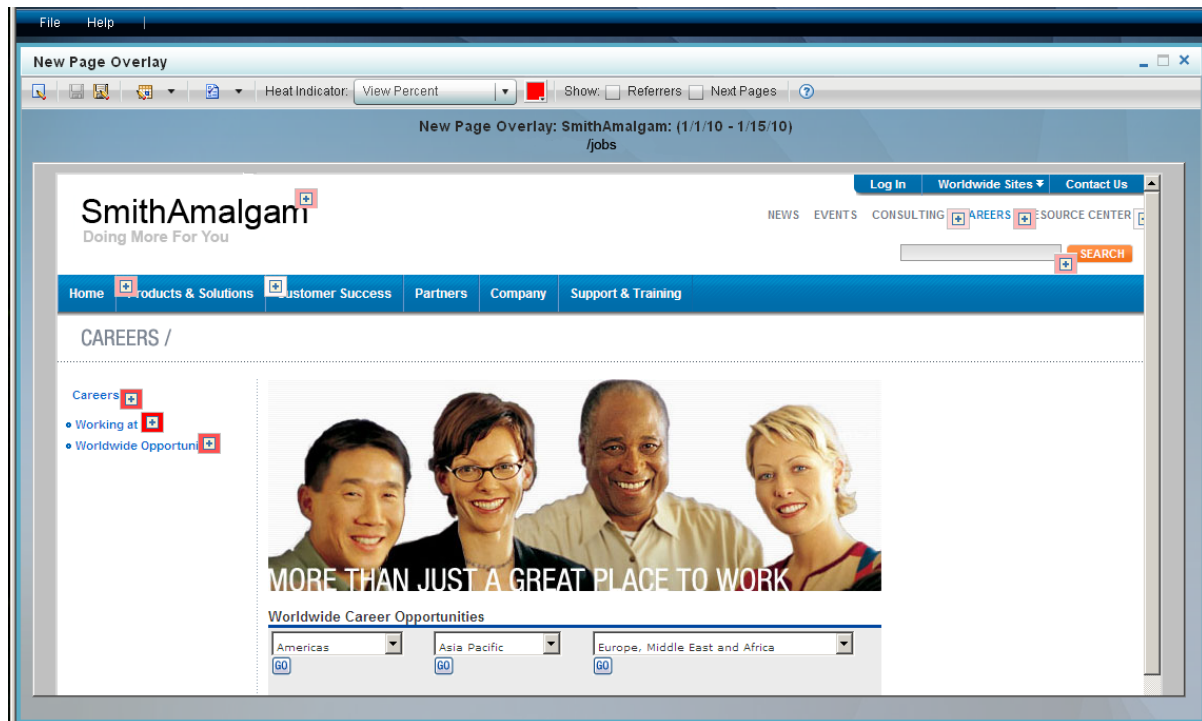 File Help |
New Page Overlay
Heat Indicator: View Percent Show: Referrers Next Pages ?
New Page Overlay: SmithAmalgam: (1/1/10 - 1/15/10)
/jobs
Log In Worldwide Sites Contact Us
SmithAmalgam
Doing More For You
NEWS EVENTS CONSULTING AREERS ESOURCE CENTER
SEARCH
Home roducts & Solutions ustomer Success Partners Company Support & Training
CAREERS /
Careers
Working at
Worldwide Opportuni
MORE THAN JUST A GREAT PLACE TO WORK
Worldwide Career Opportunities
Americas Asia Pacific Europe, Middle East and Africa
GO GO GO